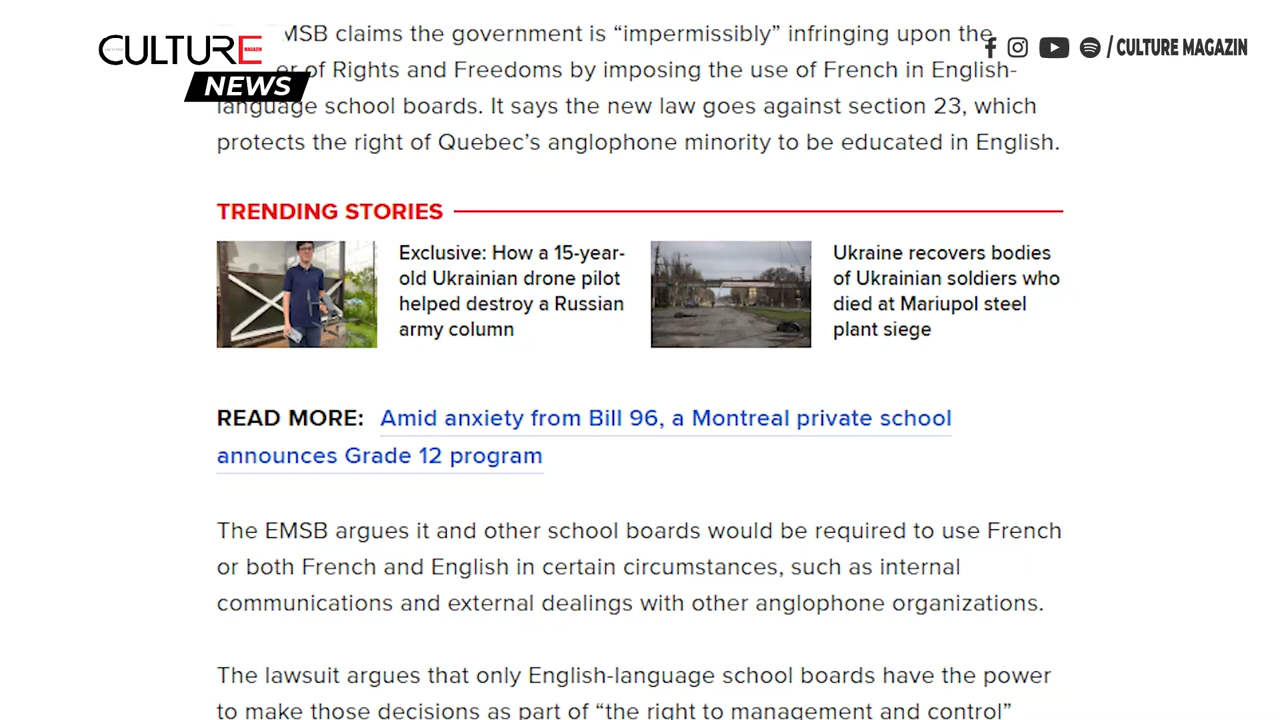 CULTURE
MAGAZIN
NEWS
/ CULTURE MAGAZIN
MSB claims the government is “impermissibly” infringing upon the
er of Rights and Freedoms by imposing the use of French in English-
language school boards. It says the new law goes against section 23, which
protects the right of Quebec’s anglophone minority to be educated in English.
TRENDING STORIES
Exclusive: How a 15-year-
old Ukrainian drone pilot
helped destroy a Russian
army column
Ukraine recovers bodies
of Ukrainian soldiers who
died at Mariupol steel
plant siege
READ MORE: Amid anxiety from Bill 96, a Montreal private school
announces Grade 12 program
The EMSB argues it and other school boards would be required to use French
or both French and English in certain circumstances, such as internal
communications and external dealings with other anglophone organizations.
The lawsuit argues that only English-language school boards have the power
to make those decisions as part of “the right to management and control”